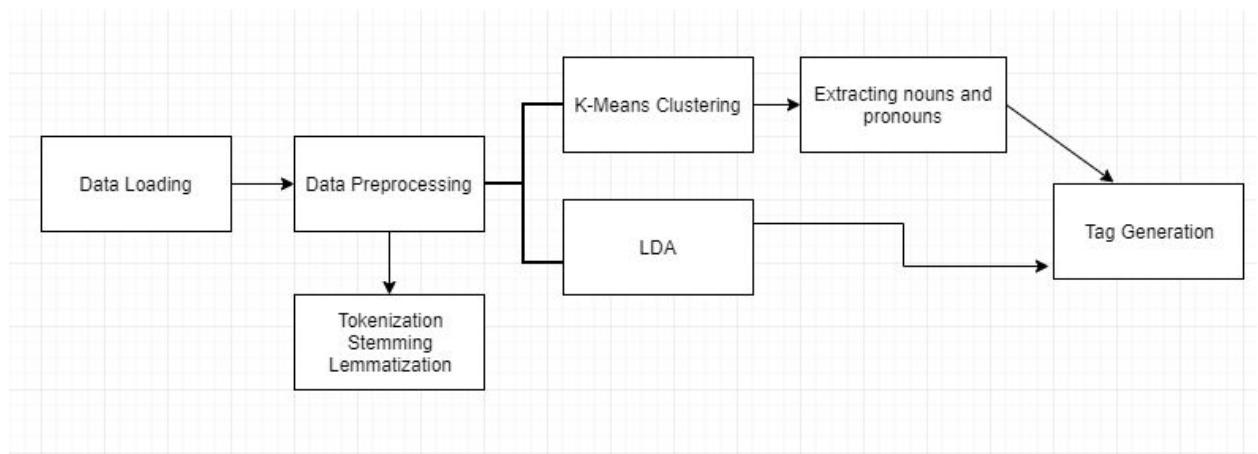 Data Loading
Data Preprocessing
Tokenization
Stemming
Lemmatization
K-Means Clustering
Extracting nouns and
pronouns
LDA
Tag Generation